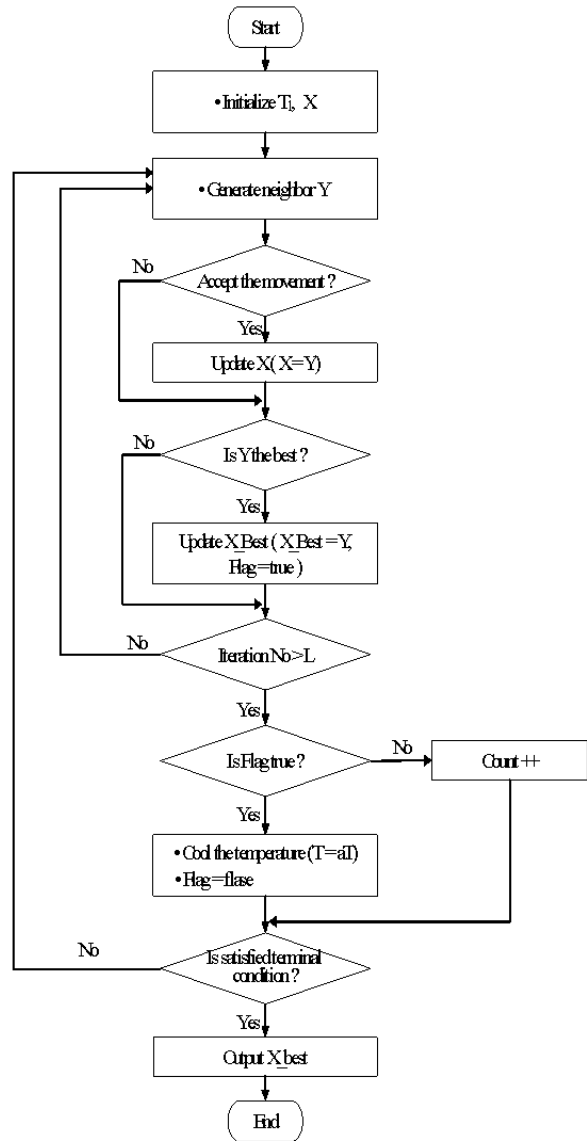 Start
• Initialize T₁, X
• Generate neighbor Y
No
Accept the movement ?
Yes
Update X( X=Y)
No
Is Y the best ?
Yes
Update X_Best ( X_Best =Y,
Flag=true )
No
Iteration No>L
Yes
Is Flag true ?
No
Count ++
Yes
• Cool the temperature (T=aT)
• Flag=flase
No
Is satisfied terminal
condition ?
Yes
Output X_best
End